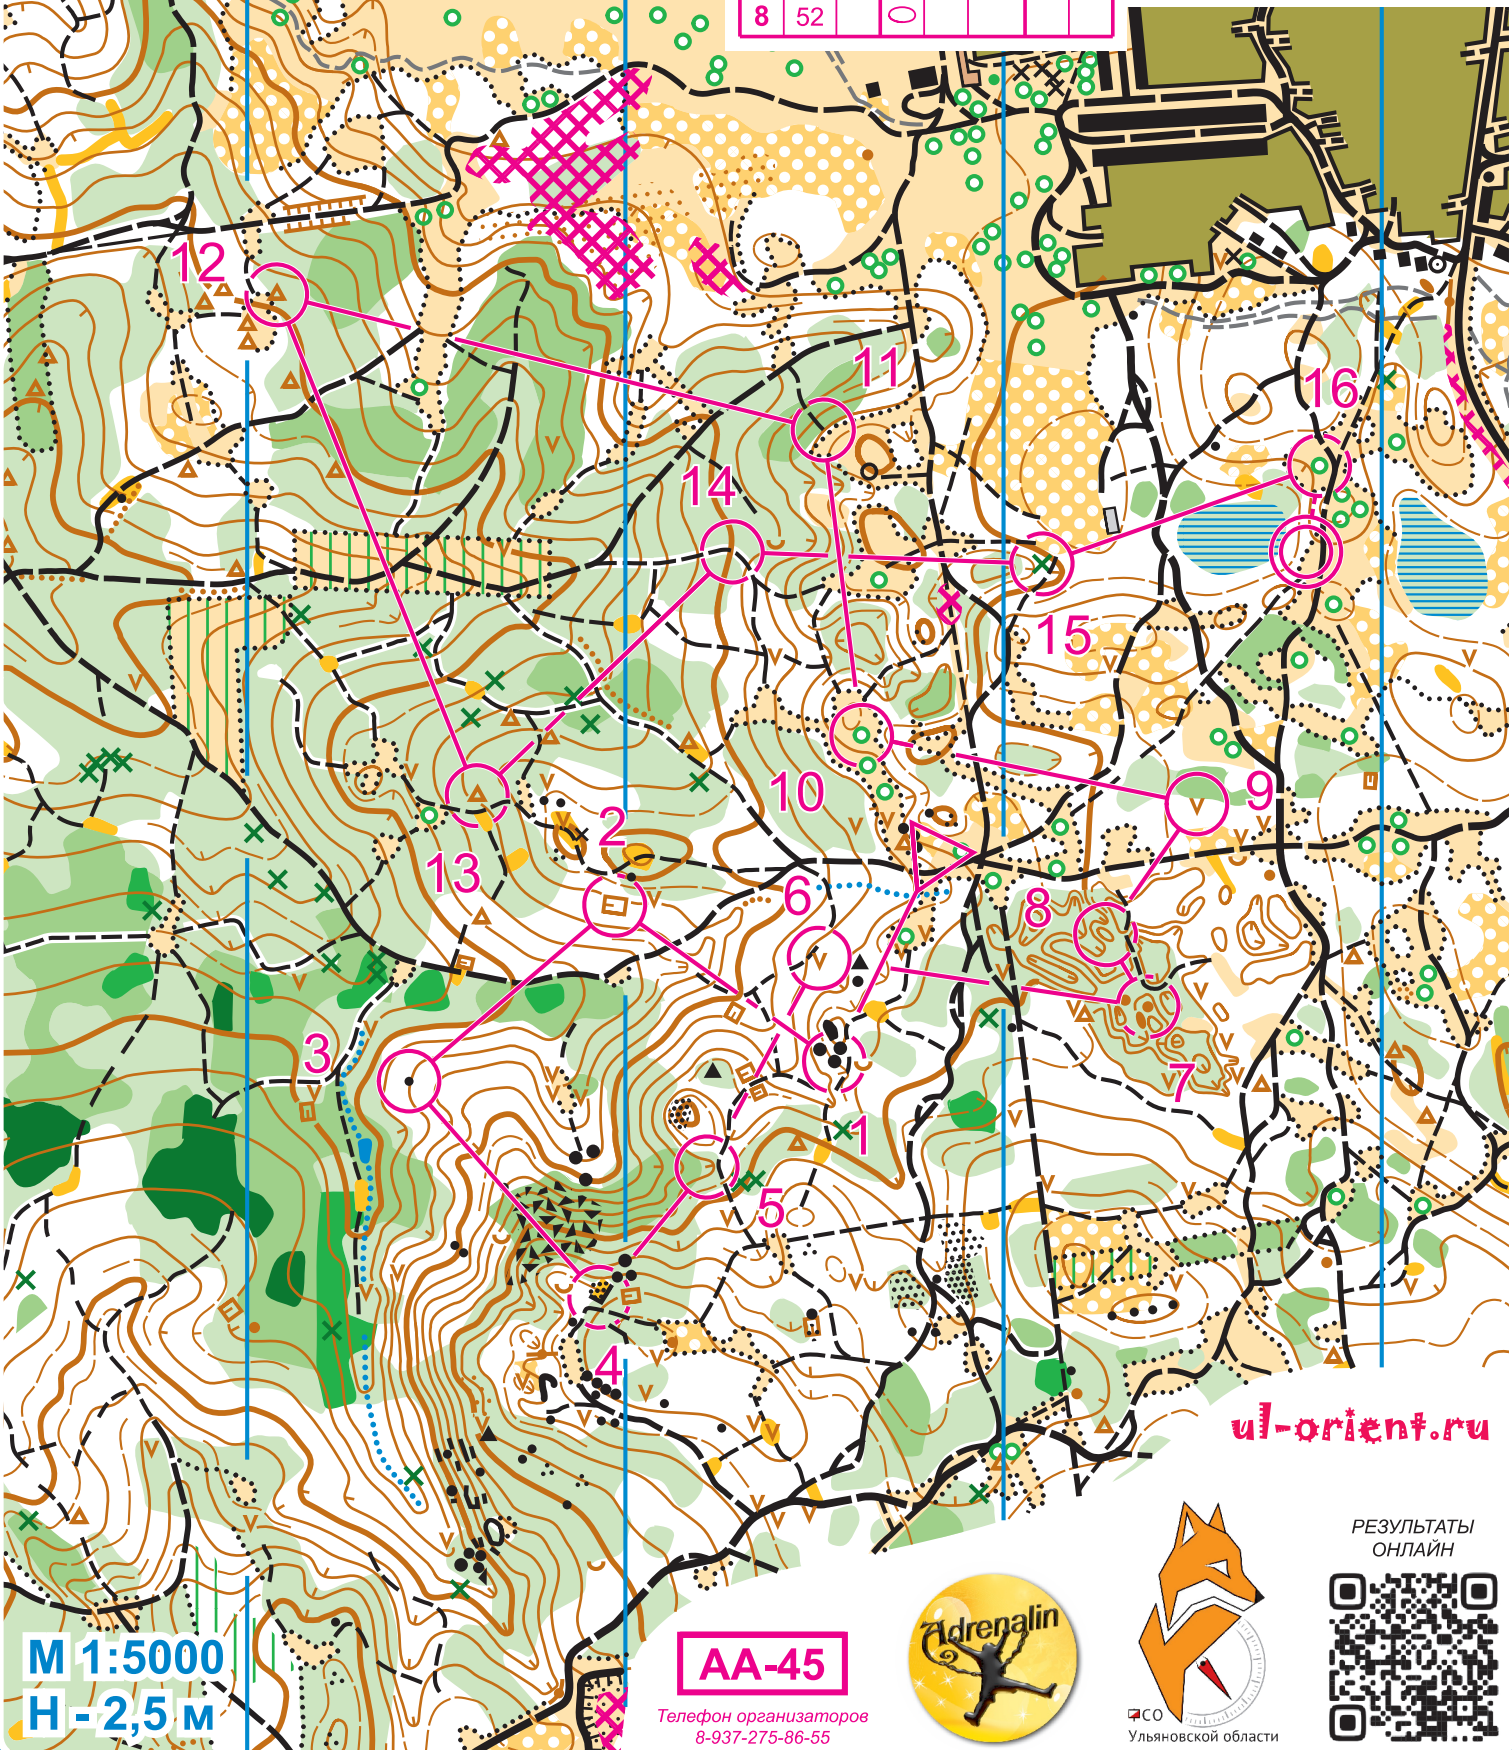 8 52
12
11
16
14
15
10
9
2
13
6
8
3
7
1
5
4
ul-orient.ru
РЕЗУЛЬТАТЫ
ОНЛАЙН
Adrenalin
М 1:5000
Н - 2,5 м
АА-45
Телефон организаторов
8-937-275-86-55
СО
Ульяновской области